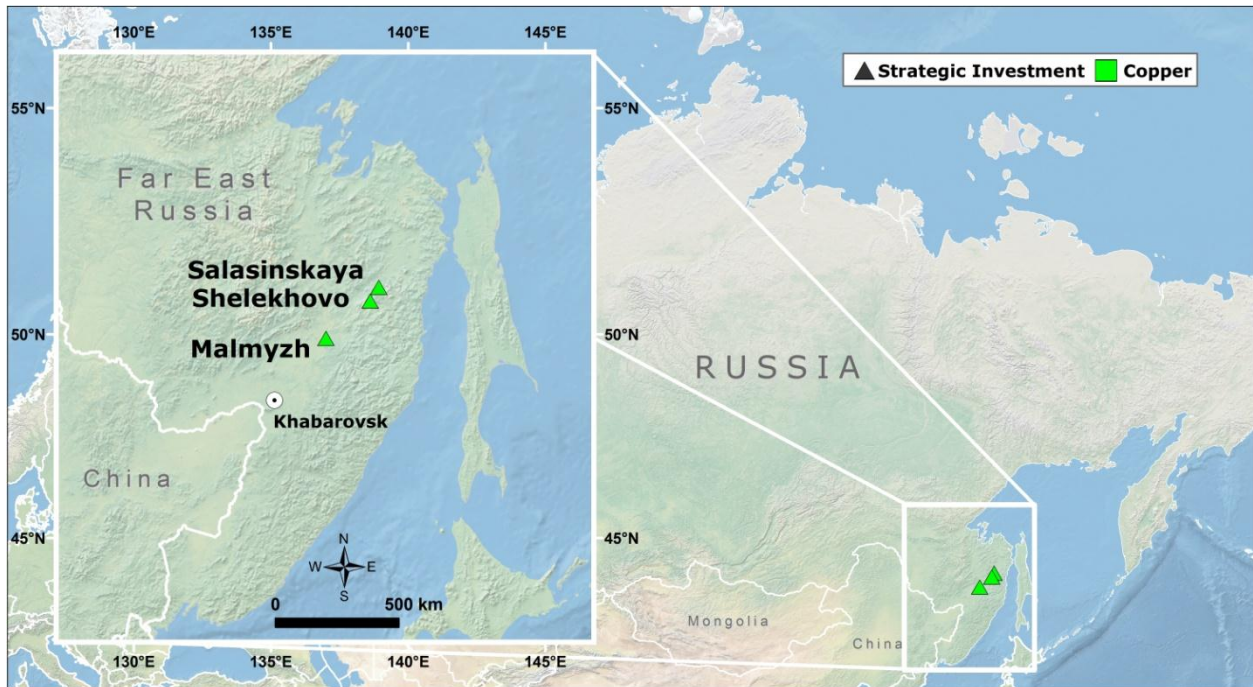 130°E 135°E 140°E 145°E
Strategic Investment Copper
55°N 55°N
Far East
Russia
Salasinskaya
Shelekhovo
50°N 50°N
Malmyzh
RUSSIA
Khabarovsk
China
45°N 45°N
N
W E
S
0 500 km
Mongolia
China
130°E 135°E 140°E 145°E